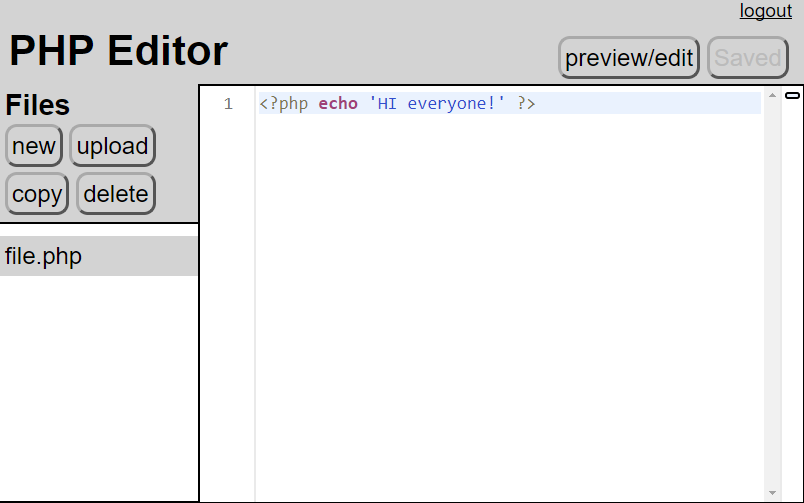 logout
PHP Editor
preview/edit Saved
Files
new upload
copy delete
file.php
1 <?php echo 'HI everyone!' ?>